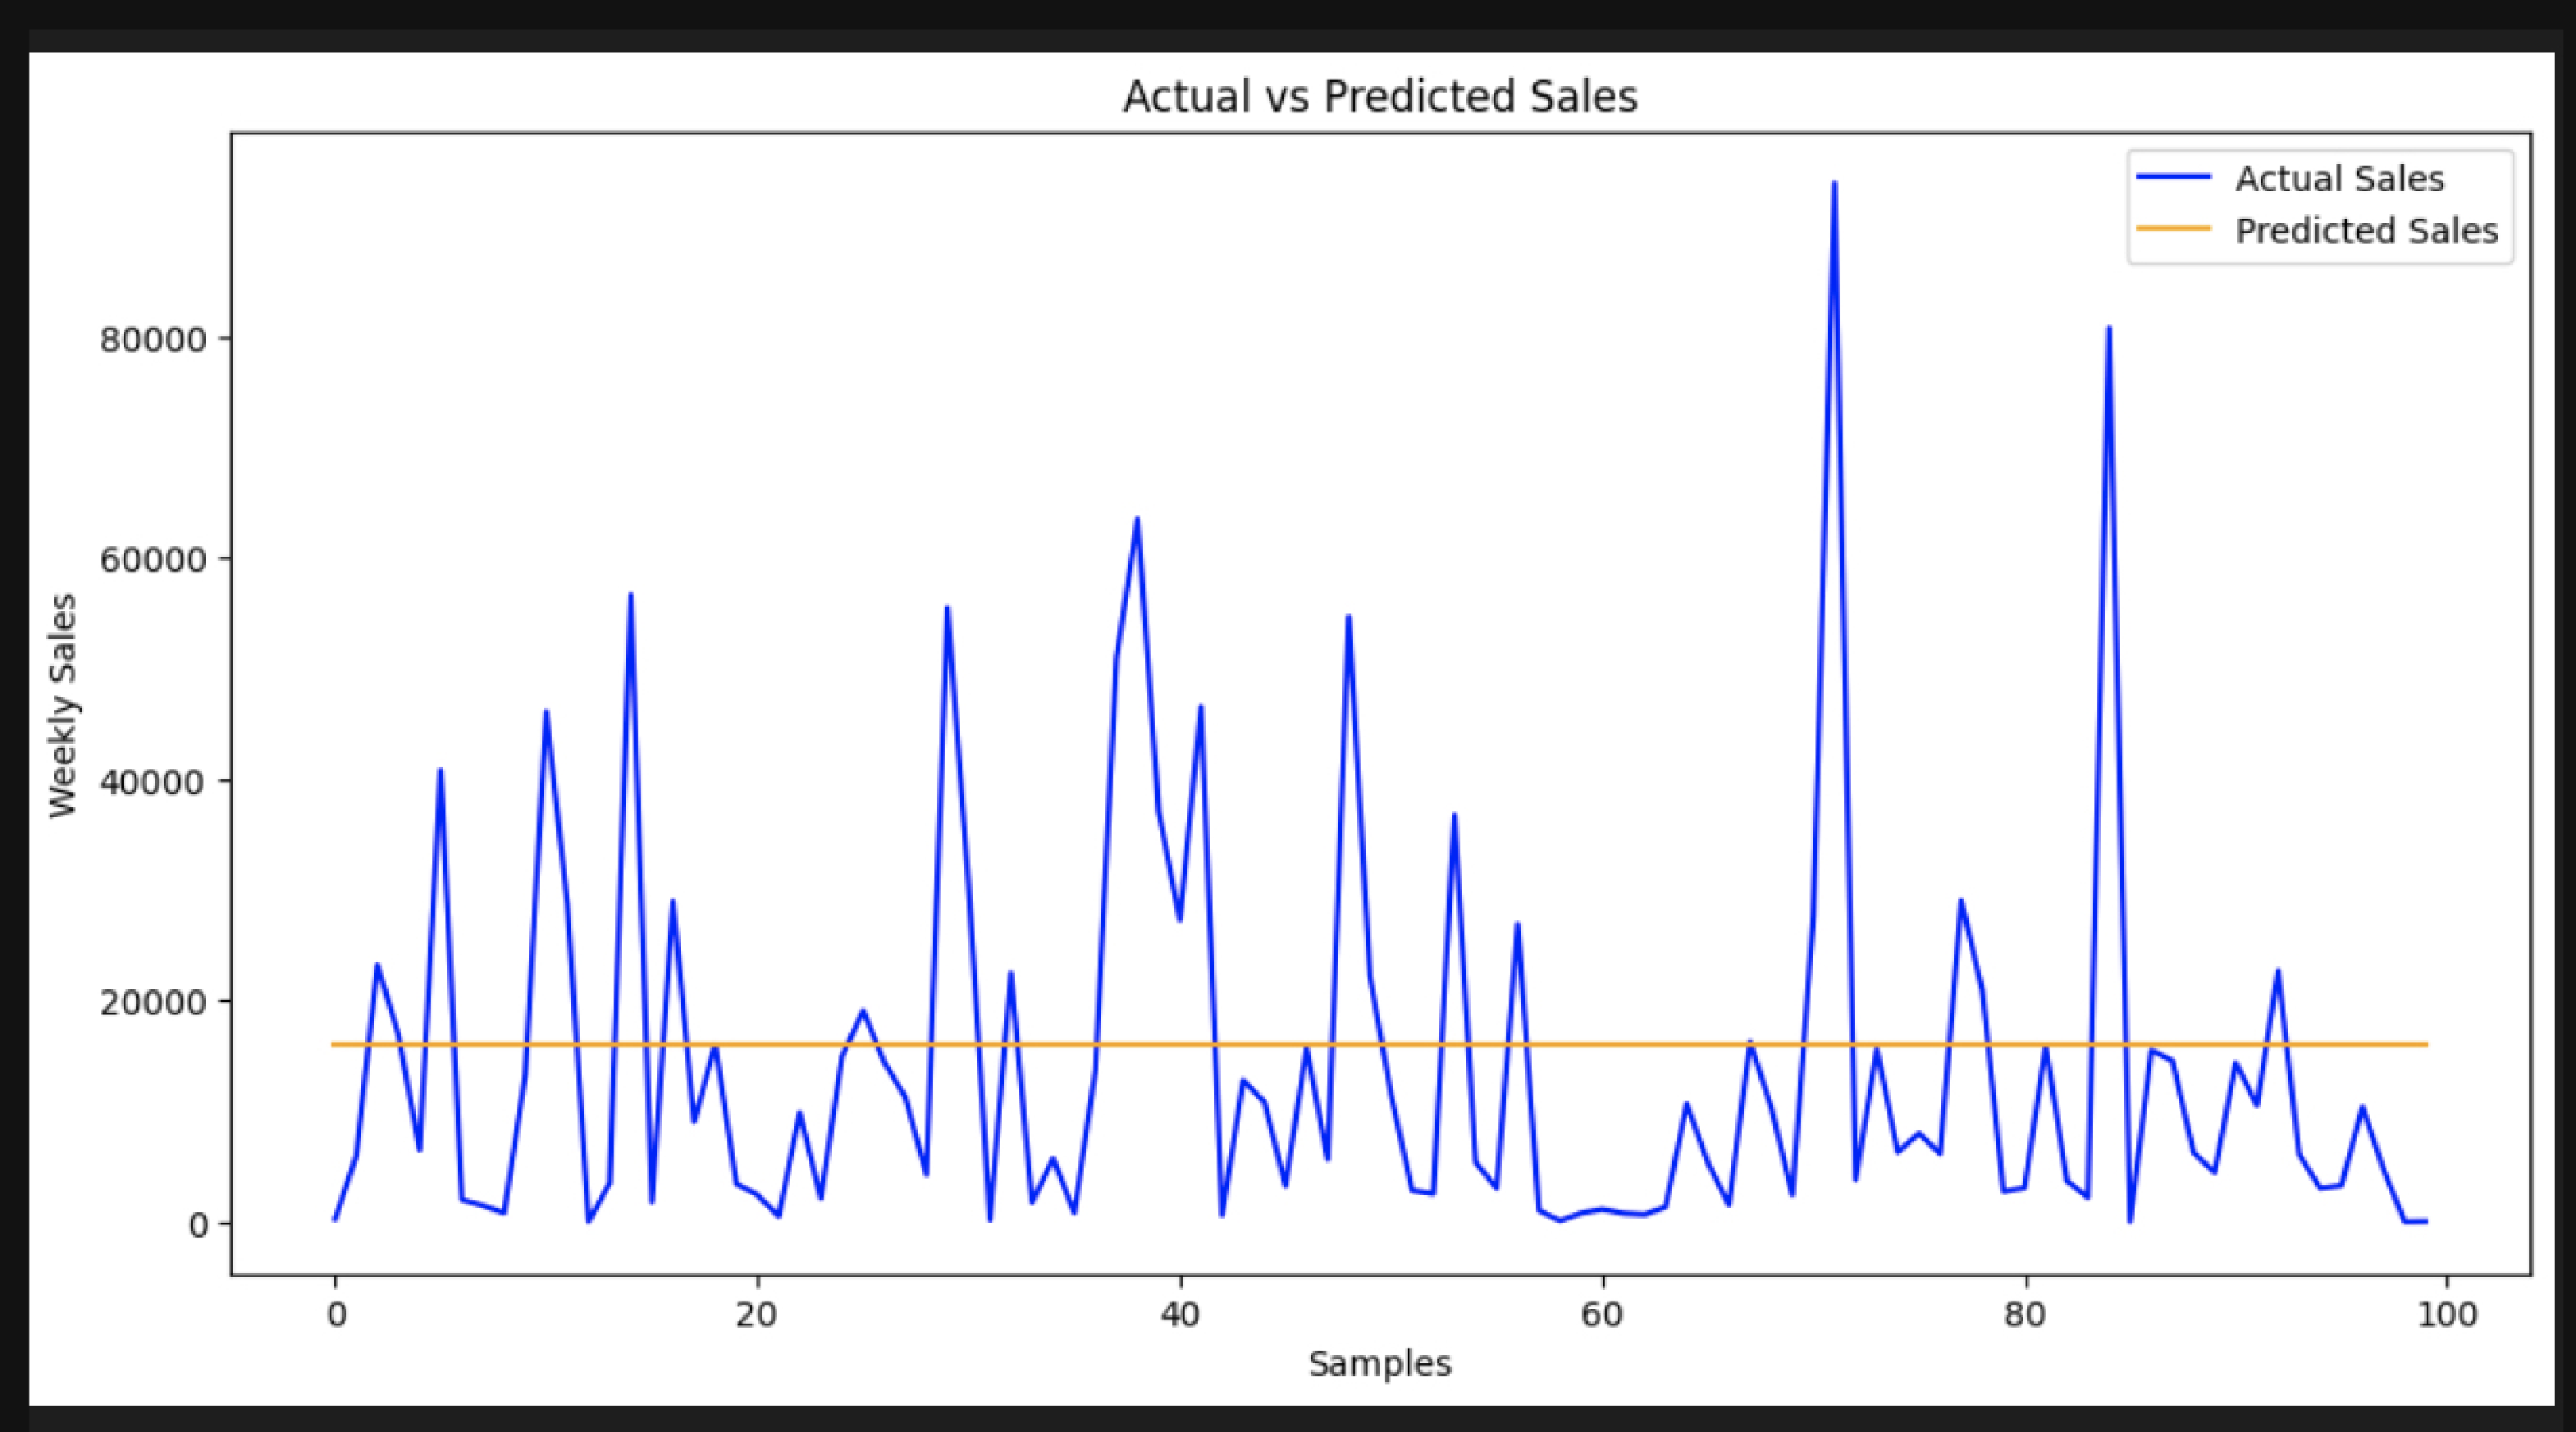 Actual vs Predicted Sales
Actual Sales
Predicted Sales
80000
60000
40000
20000
0
Weekly Sales
0 20 40 60 80 100
Samples